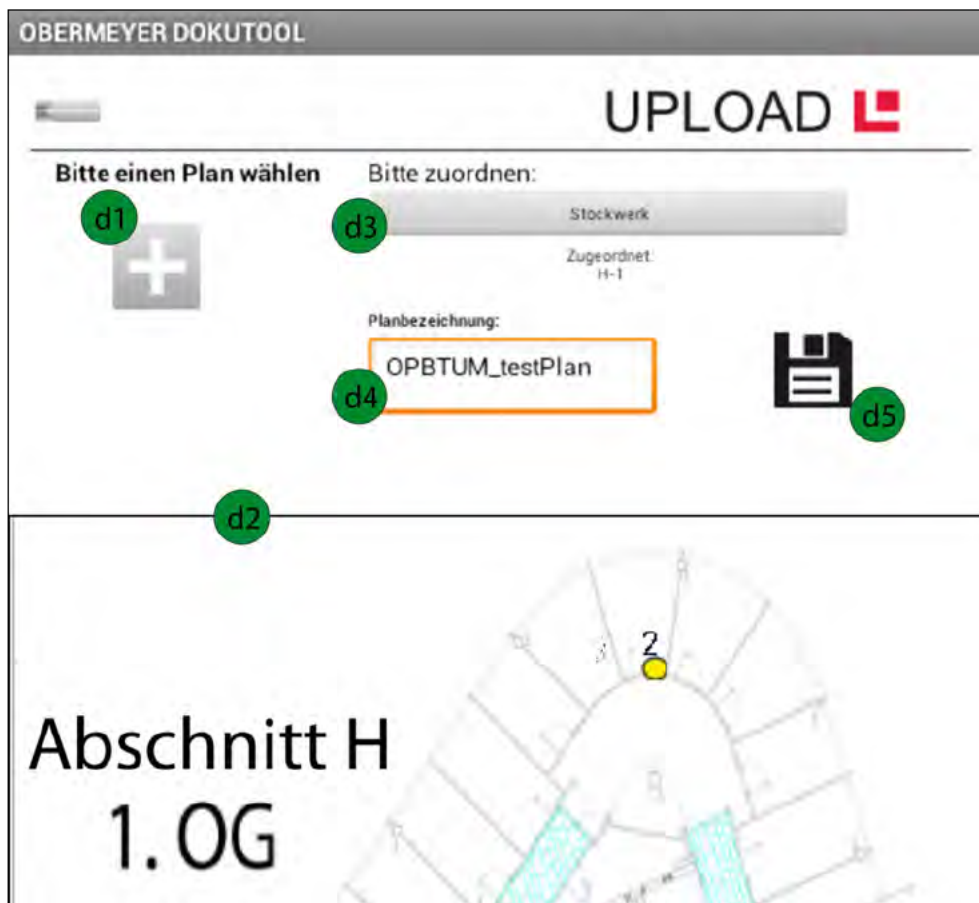 OBERMEYER DOKUTOOL
UPLOAD
Bitte einen Plan wählen
Bitte zuordnen:
d1
d3
Stockwerk
Zugeordnet:
H-1
Planbezeichnung:
OPBTUM_testPlan
d4
d5
d2
2
Abschnitt H
1. OG